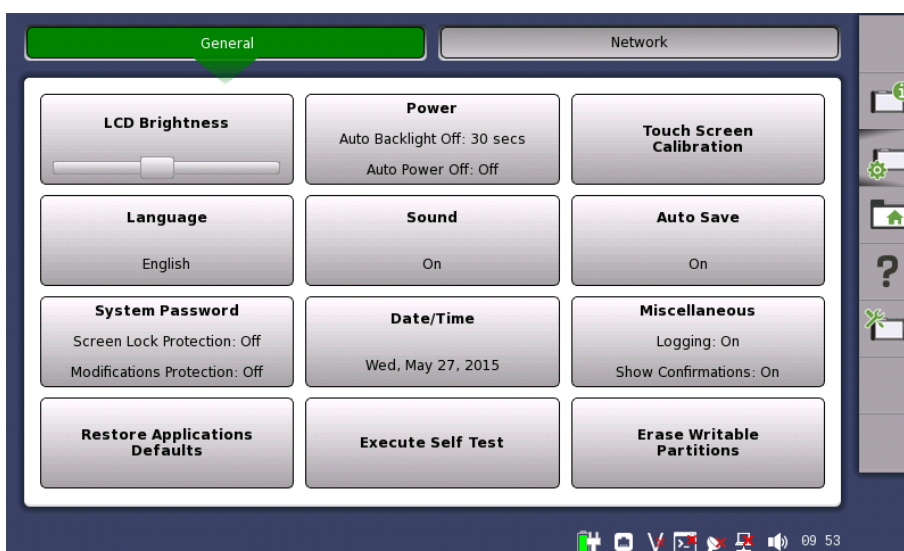 General
Network
LCD Brightness
Power
Auto Backlight Off: 30 secs
Auto Power Off: Off
Touch Screen
Calibration
Language
English
Sound
On
Auto Save
On
System Password
Screen Lock Protection: Off
Modifications Protection: Off
Date/Time
Wed, May 27, 2015
Miscellaneous
Logging: On
Show Confirmations: On
Restore Applications
Defaults
Execute Self Test
Erase Writable
Partitions
?
09 53